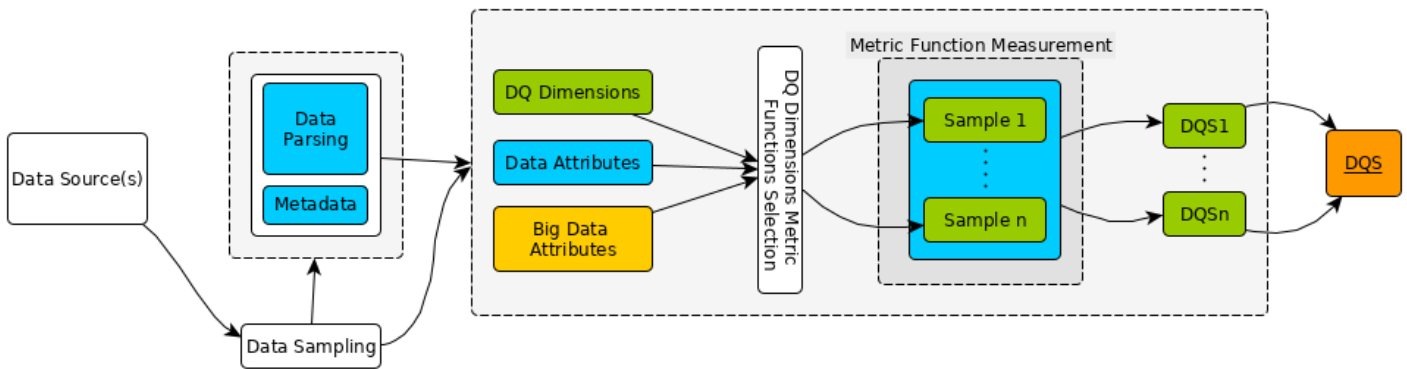 Data Source(s)
Data Sampling
Data
Parsing
Metadata
DQ Dimensions
Data Attributes
Big Data
Attributes
DQ Dimensions Metric
Functions Selection
Metric Function Measurement
Sample 1
Sample n
DQS1
DQSn
DQS